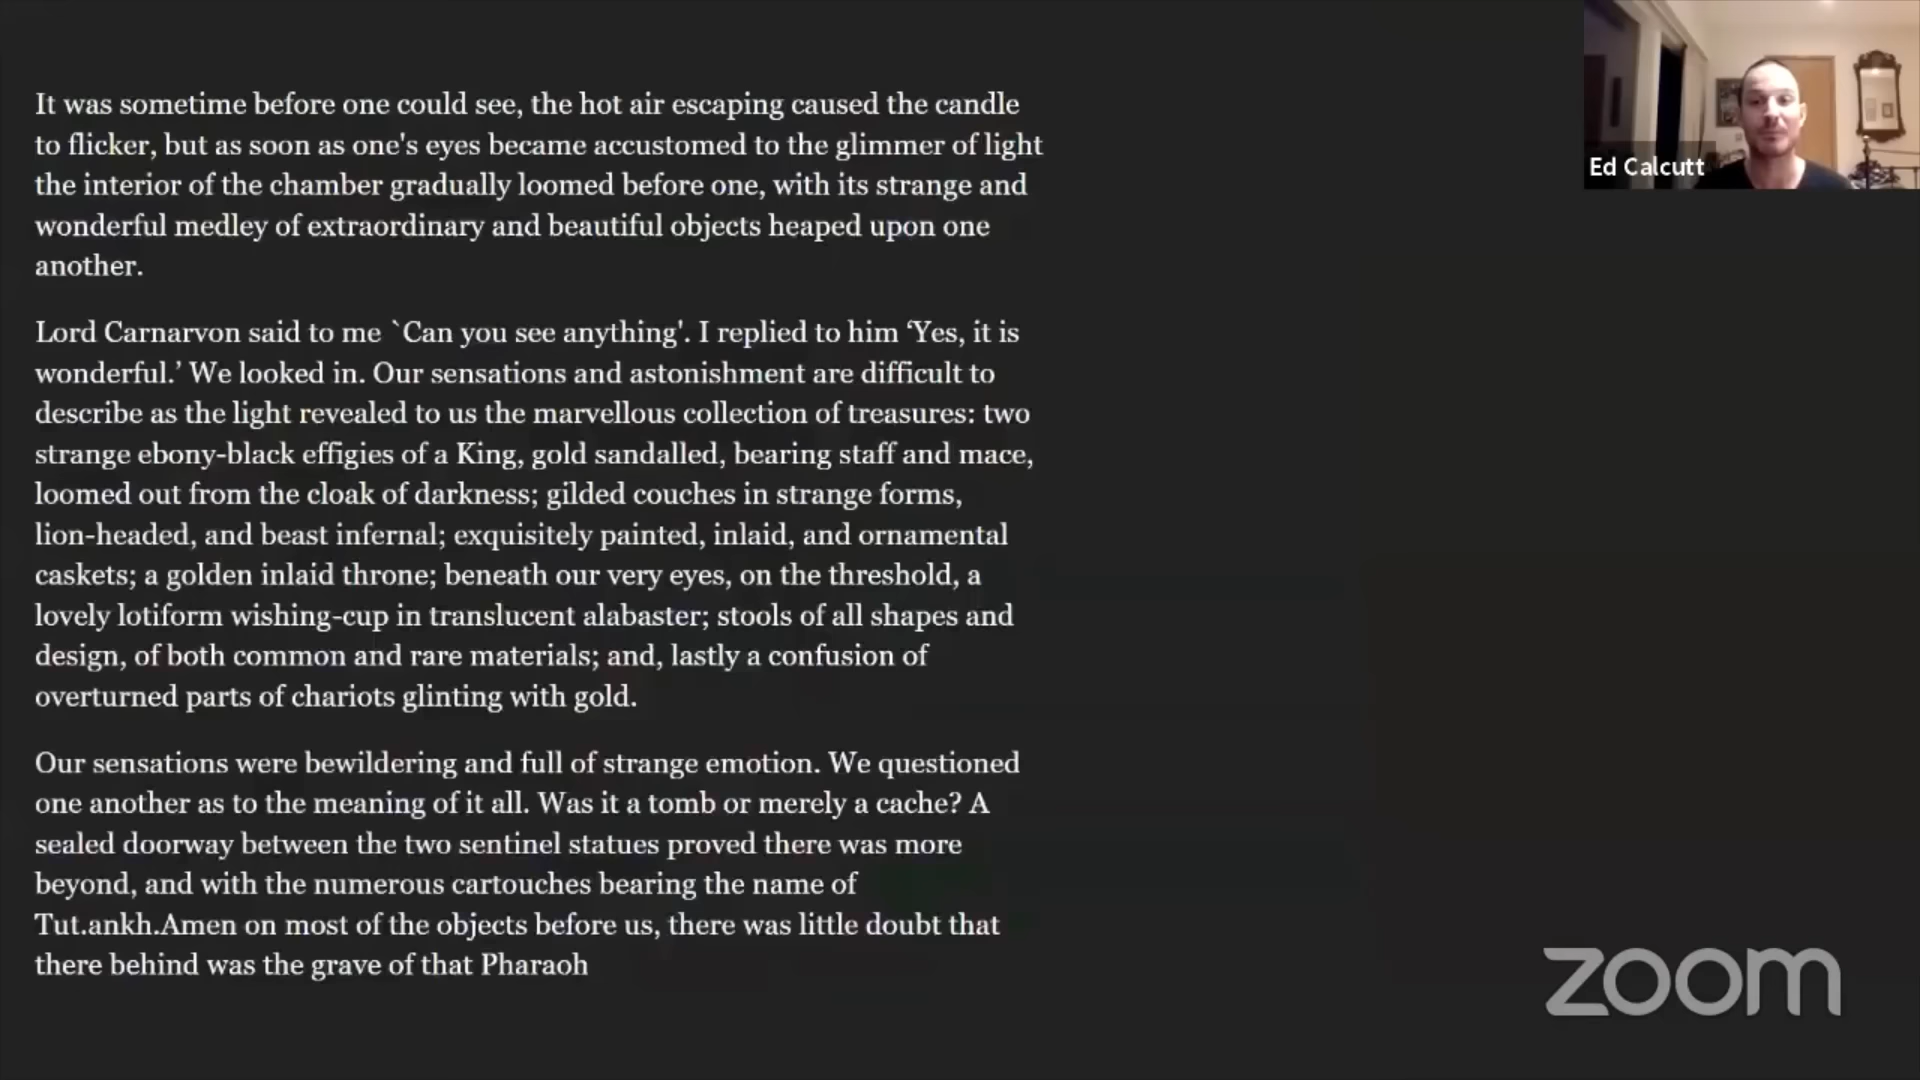 It was sometime before one could see, the hot air escaping caused the candle
to flicker, but as soon as one's eyes became accustomed to the glimmer of light
the interior of the chamber gradually loomed before one, with its strange and
wonderful medley of extraordinary and beautiful objects heaped upon one
another.
Lord Carnarvon said to me `Can you see anything'. I replied to him ‘Yes, it is
wonderful.’ We looked in. Our sensations and astonishment are difficult to
describe as the light revealed to us the marvellous collection of treasures: two
strange ebony-black effigies of a King, gold sandalled, bearing staff and mace,
loomed out from the cloak of darkness; gilded couches in strange forms,
lion-headed, and beast infernal; exquisitely painted, inlaid, and ornamental
caskets; a golden inlaid throne; beneath our very eyes, on the threshold, a
lovely lotiform wishing-cup in translucent alabaster; stools of all shapes and
design, of both common and rare materials; and, lastly a confusion of
overturned parts of chariots glinting with gold.
Our sensations were bewildering and full of strange emotion. We questioned
one another as to the meaning of it all. Was it a tomb or merely a cache? A
sealed doorway between the two sentinel statues proved there was more
beyond, and with the numerous cartouches bearing the name of
Tut.ankh.Amen on most of the objects before us, there was little doubt that
there behind was the grave of that Pharaoh
Ed Calcutt
zoom